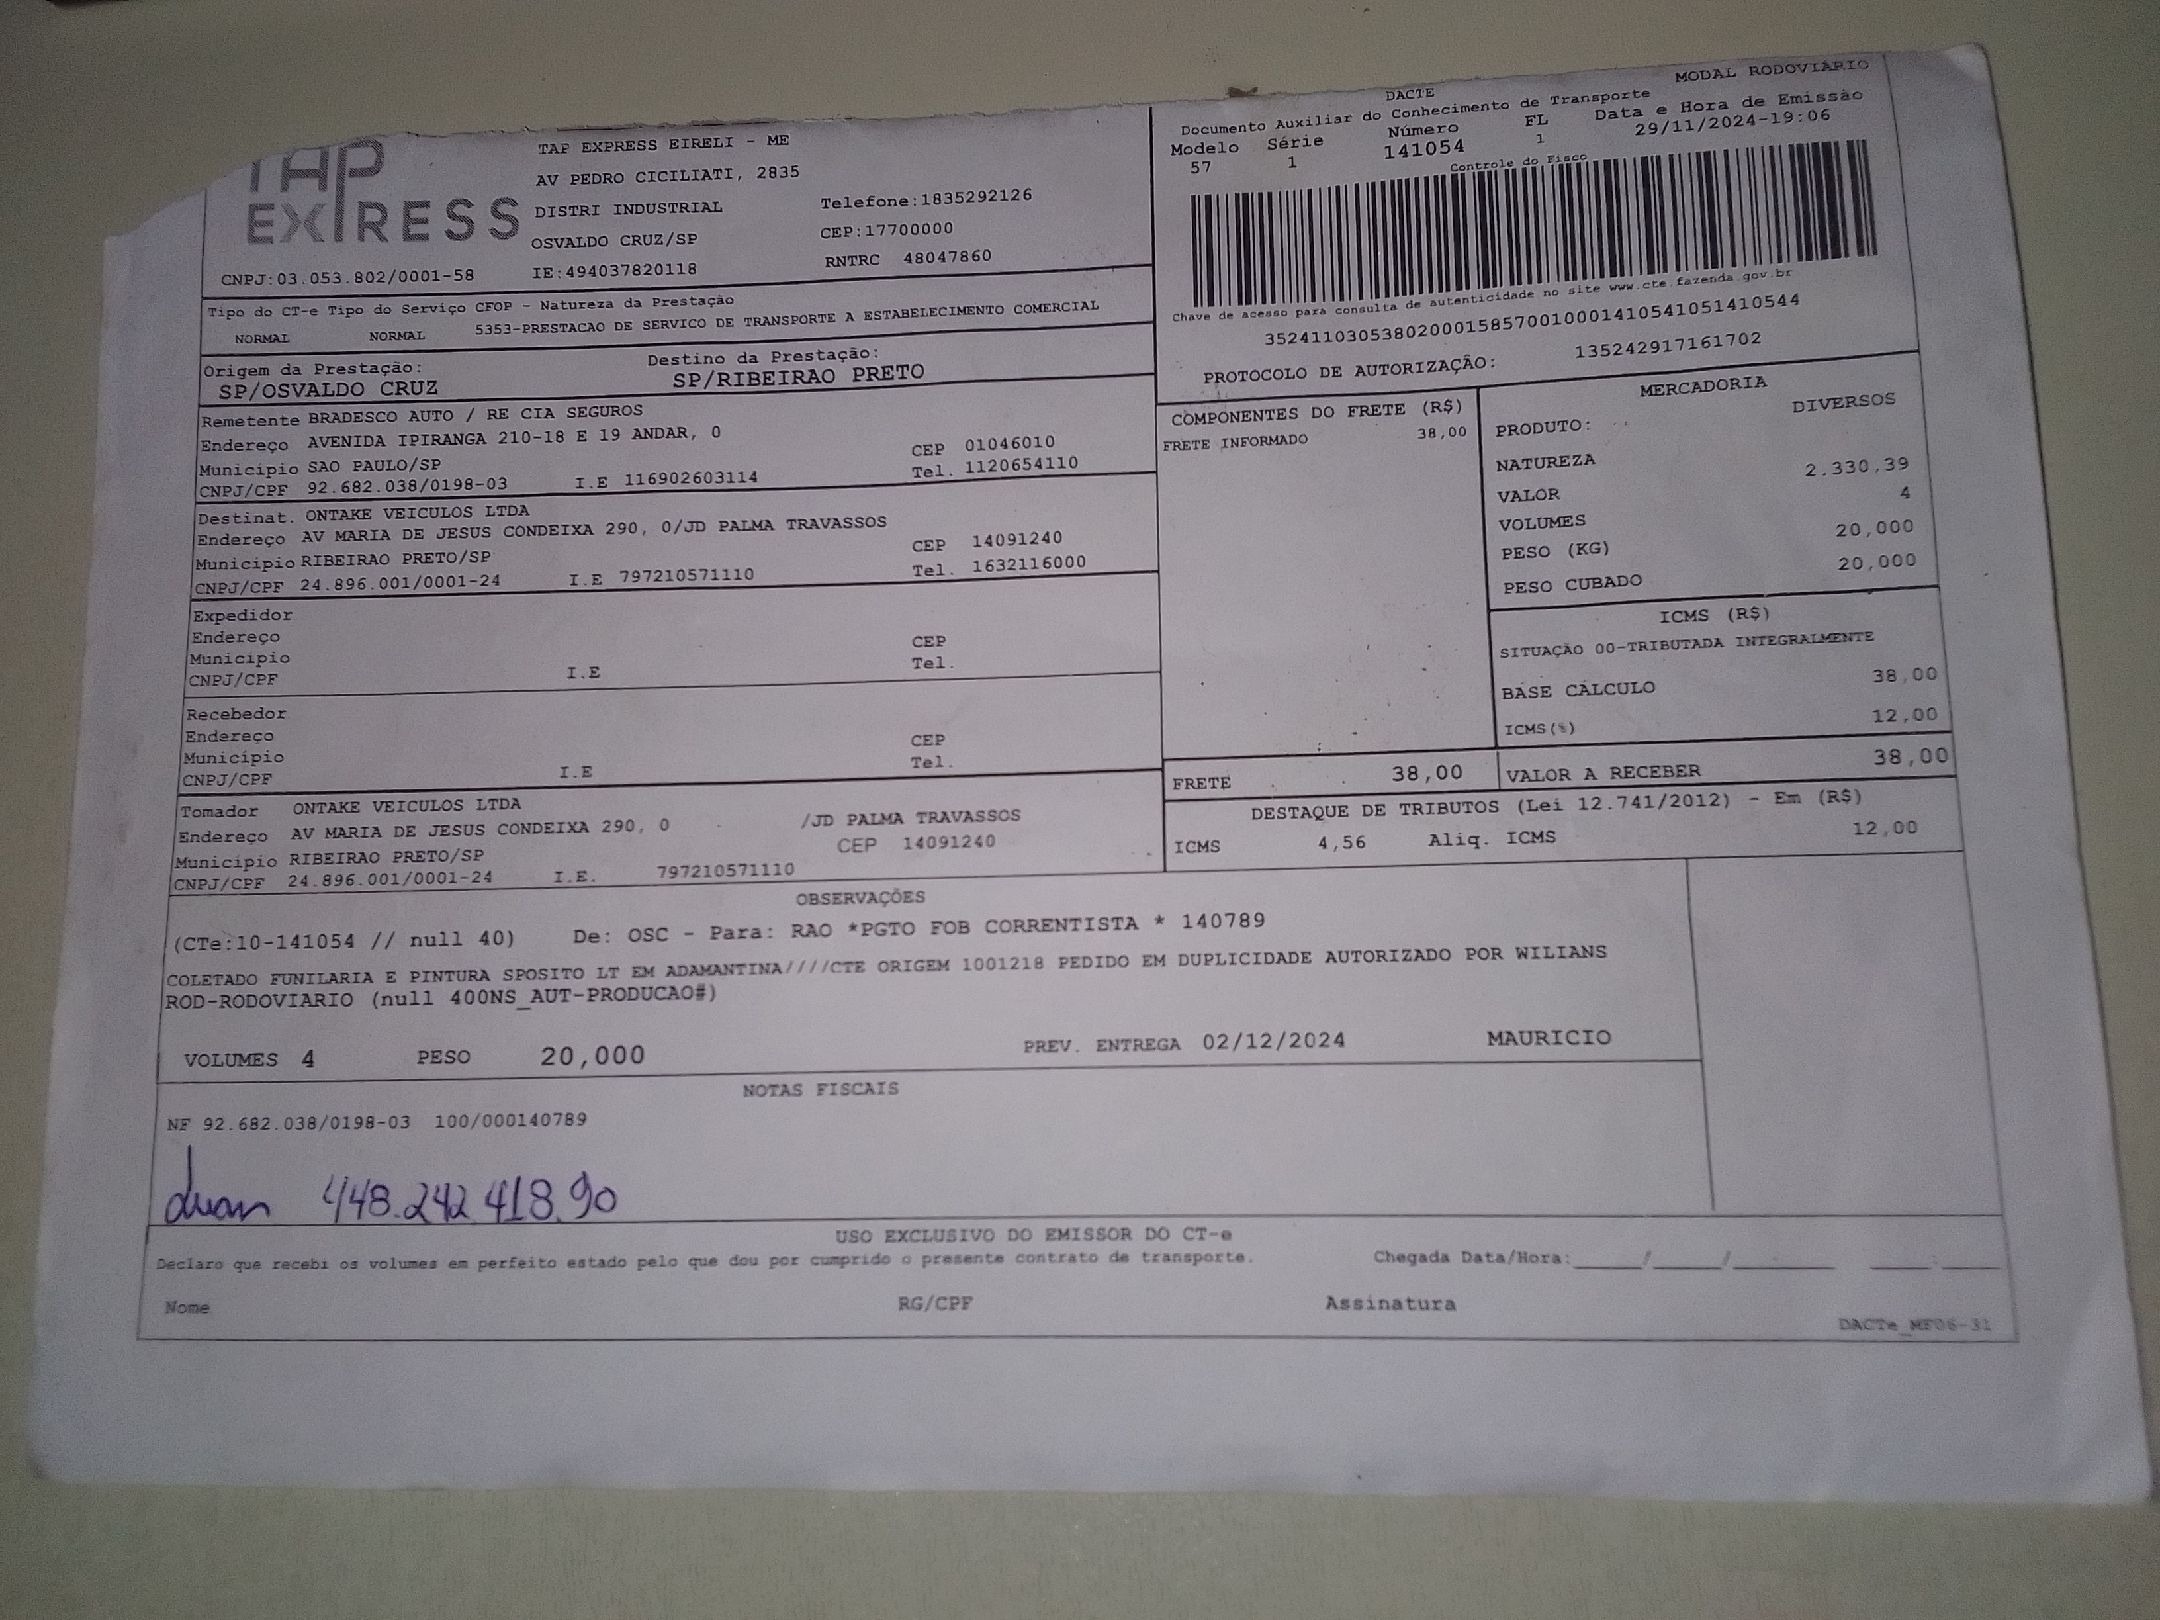 TAP
EXPRESS
TAP EXPRESS EIRELI - ME
AV PEDRO CICILIATI, 2835
DISTRI INDUSTRIAL Telefone:1835292126
OSVALDO CRUZ/SP CEP:17700000
CNPJ:03.053.802/0001-58 IE:494037820118 RNTRC 48047860
DACTE MODAL RODOVIÁRIO
Documento Auxiliar do Conhecimento de Transporte
Modelo Série Número FL Data e Hora de Emissão
57 1 141054 1 29/11/2024-19:06
Controle do Fisco
Chave de acesso para consulta de autenticidade no site www.cte.fazenda.gov.br
35241103053802000158570010001410541051410544
PROTOCOLO DE AUTORIZAÇÃO: 135242917161702
Tipo do CT-e Tipo do Serviço CFOP - Natureza da Prestação
NORMAL NORMAL 5353-PRESTACAO DE SERVICO DE TRANSPORTE A ESTABELECIMENTO COMERCIAL
Origem da Prestação: Destino da Prestação:
SP/OSVALDO CRUZ SP/RIBEIRAO PRETO
Remetente BRADESCO AUTO / RE CIA SEGUROS
Endereço AVENIDA IPIRANGA 210-18 E 19 ANDAR, 0 CEP 01046010
Municipio SAO PAULO/SP Tel. 1120654110
CNPJ/CPF 92.682.038/0198-03 I.E 116902603114
Destinat. ONTAKE VEICULOS LTDA
Endereço AV MARIA DE JESUS CONDEIXA 290, 0/JD PALMA TRAVASSOS
Municipio RIBEIRAO PRETO/SP CEP 14091240
CNPJ/CPF 24.896.001/0001-24 I.E 797210571110 Tel. 1632116000
Expedidor
Endereço CEP
Municipio Tel.
CNPJ/CPF I.E
Recebedor
Endereço CEP
Município Tel.
CNPJ/CPF I.E
Tomador ONTAKE VEICULOS LTDA
Endereço AV MARIA DE JESUS CONDEIXA 290, 0 /JD PALMA TRAVASSOS
Municipio RIBEIRAO PRETO/SP CEP 14091240
CNPJ/CPF 24.896.001/0001-24 I.E. 797210571110
COMPONENTES DO FRETE (R$)
FRETE INFORMADO 38,00
MERCADORIA
PRODUTO: DIVERSOS
NATUREZA
VALOR 2.330,39
VOLUMES 4
PESO (KG) 20,000
PESO CUBADO 20,000
ICMS (R$)
SITUAÇÃO 00-TRIBUTADA INTEGRALMENTE
BASE CÁLCULO 38,00
ICMS(%) 12,00
FRETE 38,00 VALOR A RECEBER 38,00
DESTAQUE DE TRIBUTOS (Lei 12.741/2012) - Em (R$)
ICMS 4,56 Aliq. ICMS 12,00
OBSERVAÇÕES
(CTe:10-141054 // null 40) De: OSC - Para: RAO *PGTO FOB CORRENTISTA * 140789
COLETADO FUNILARIA E PINTURA SPOSITO LT EM ADAMANTINA////CTE ORIGEM 1001218 PEDIDO EM DUPLICIDADE AUTORIZADO POR WILIANS
ROD-RODOVIARIO (null 400NS_AUT-PRODUCAO#)
VOLUMES 4 PESO 20,000 PREV. ENTREGA 02/12/2024 MAURICIO
NOTAS FISCAIS
NF 92.682.038/0198-03 100/000140789
Luan 448.242 418.90
USO EXCLUSIVO DO EMISSOR DO CT-e
Declaro que recebi os volumes em perfeito estado pelo que dou por cumprido o presente contrato de transporte. Chegada Data/Hora:____/____/______ ____:____
Nome RG/CPF Assinatura
DACTe_MF06-31